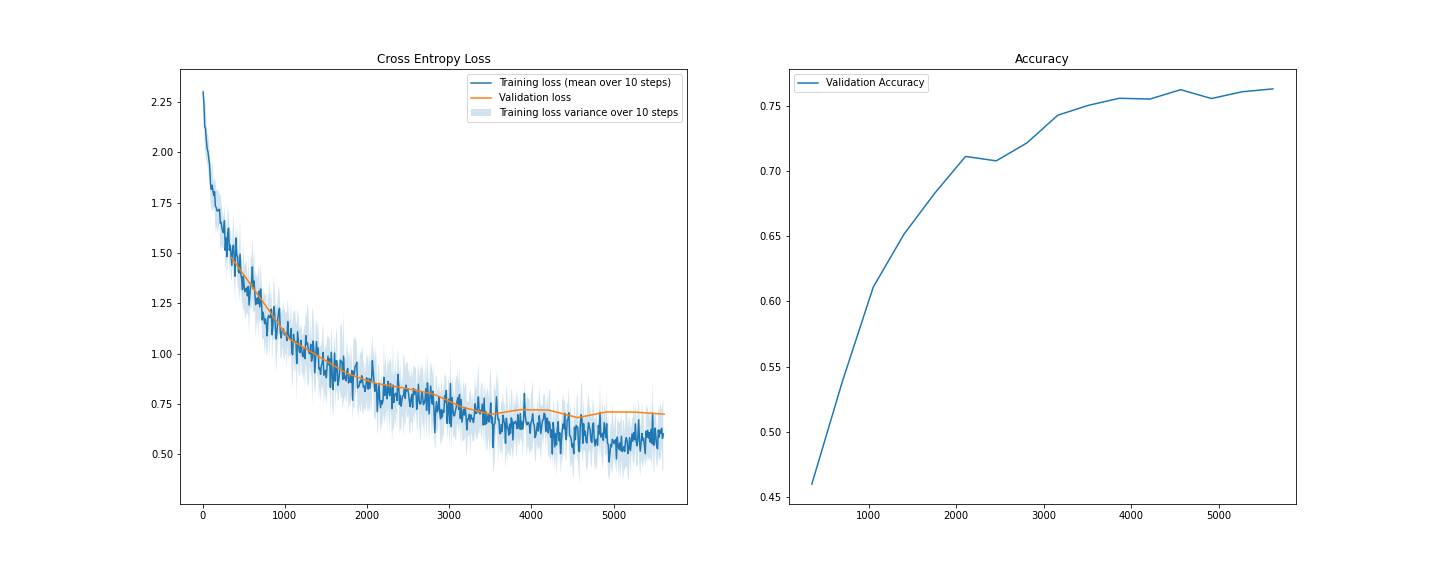 Cross Entropy Loss
Training loss (mean over 10 steps)
Validation loss
Training loss variance over 10 steps
2.25
2.00
1.75
1.50
1.25
1.00
0.75
0.50
0 1000 2000 3000 4000 5000
Accuracy
Validation Accuracy
0.75
0.70
0.65
0.60
0.55
0.50
0.45
1000 2000 3000 4000 5000